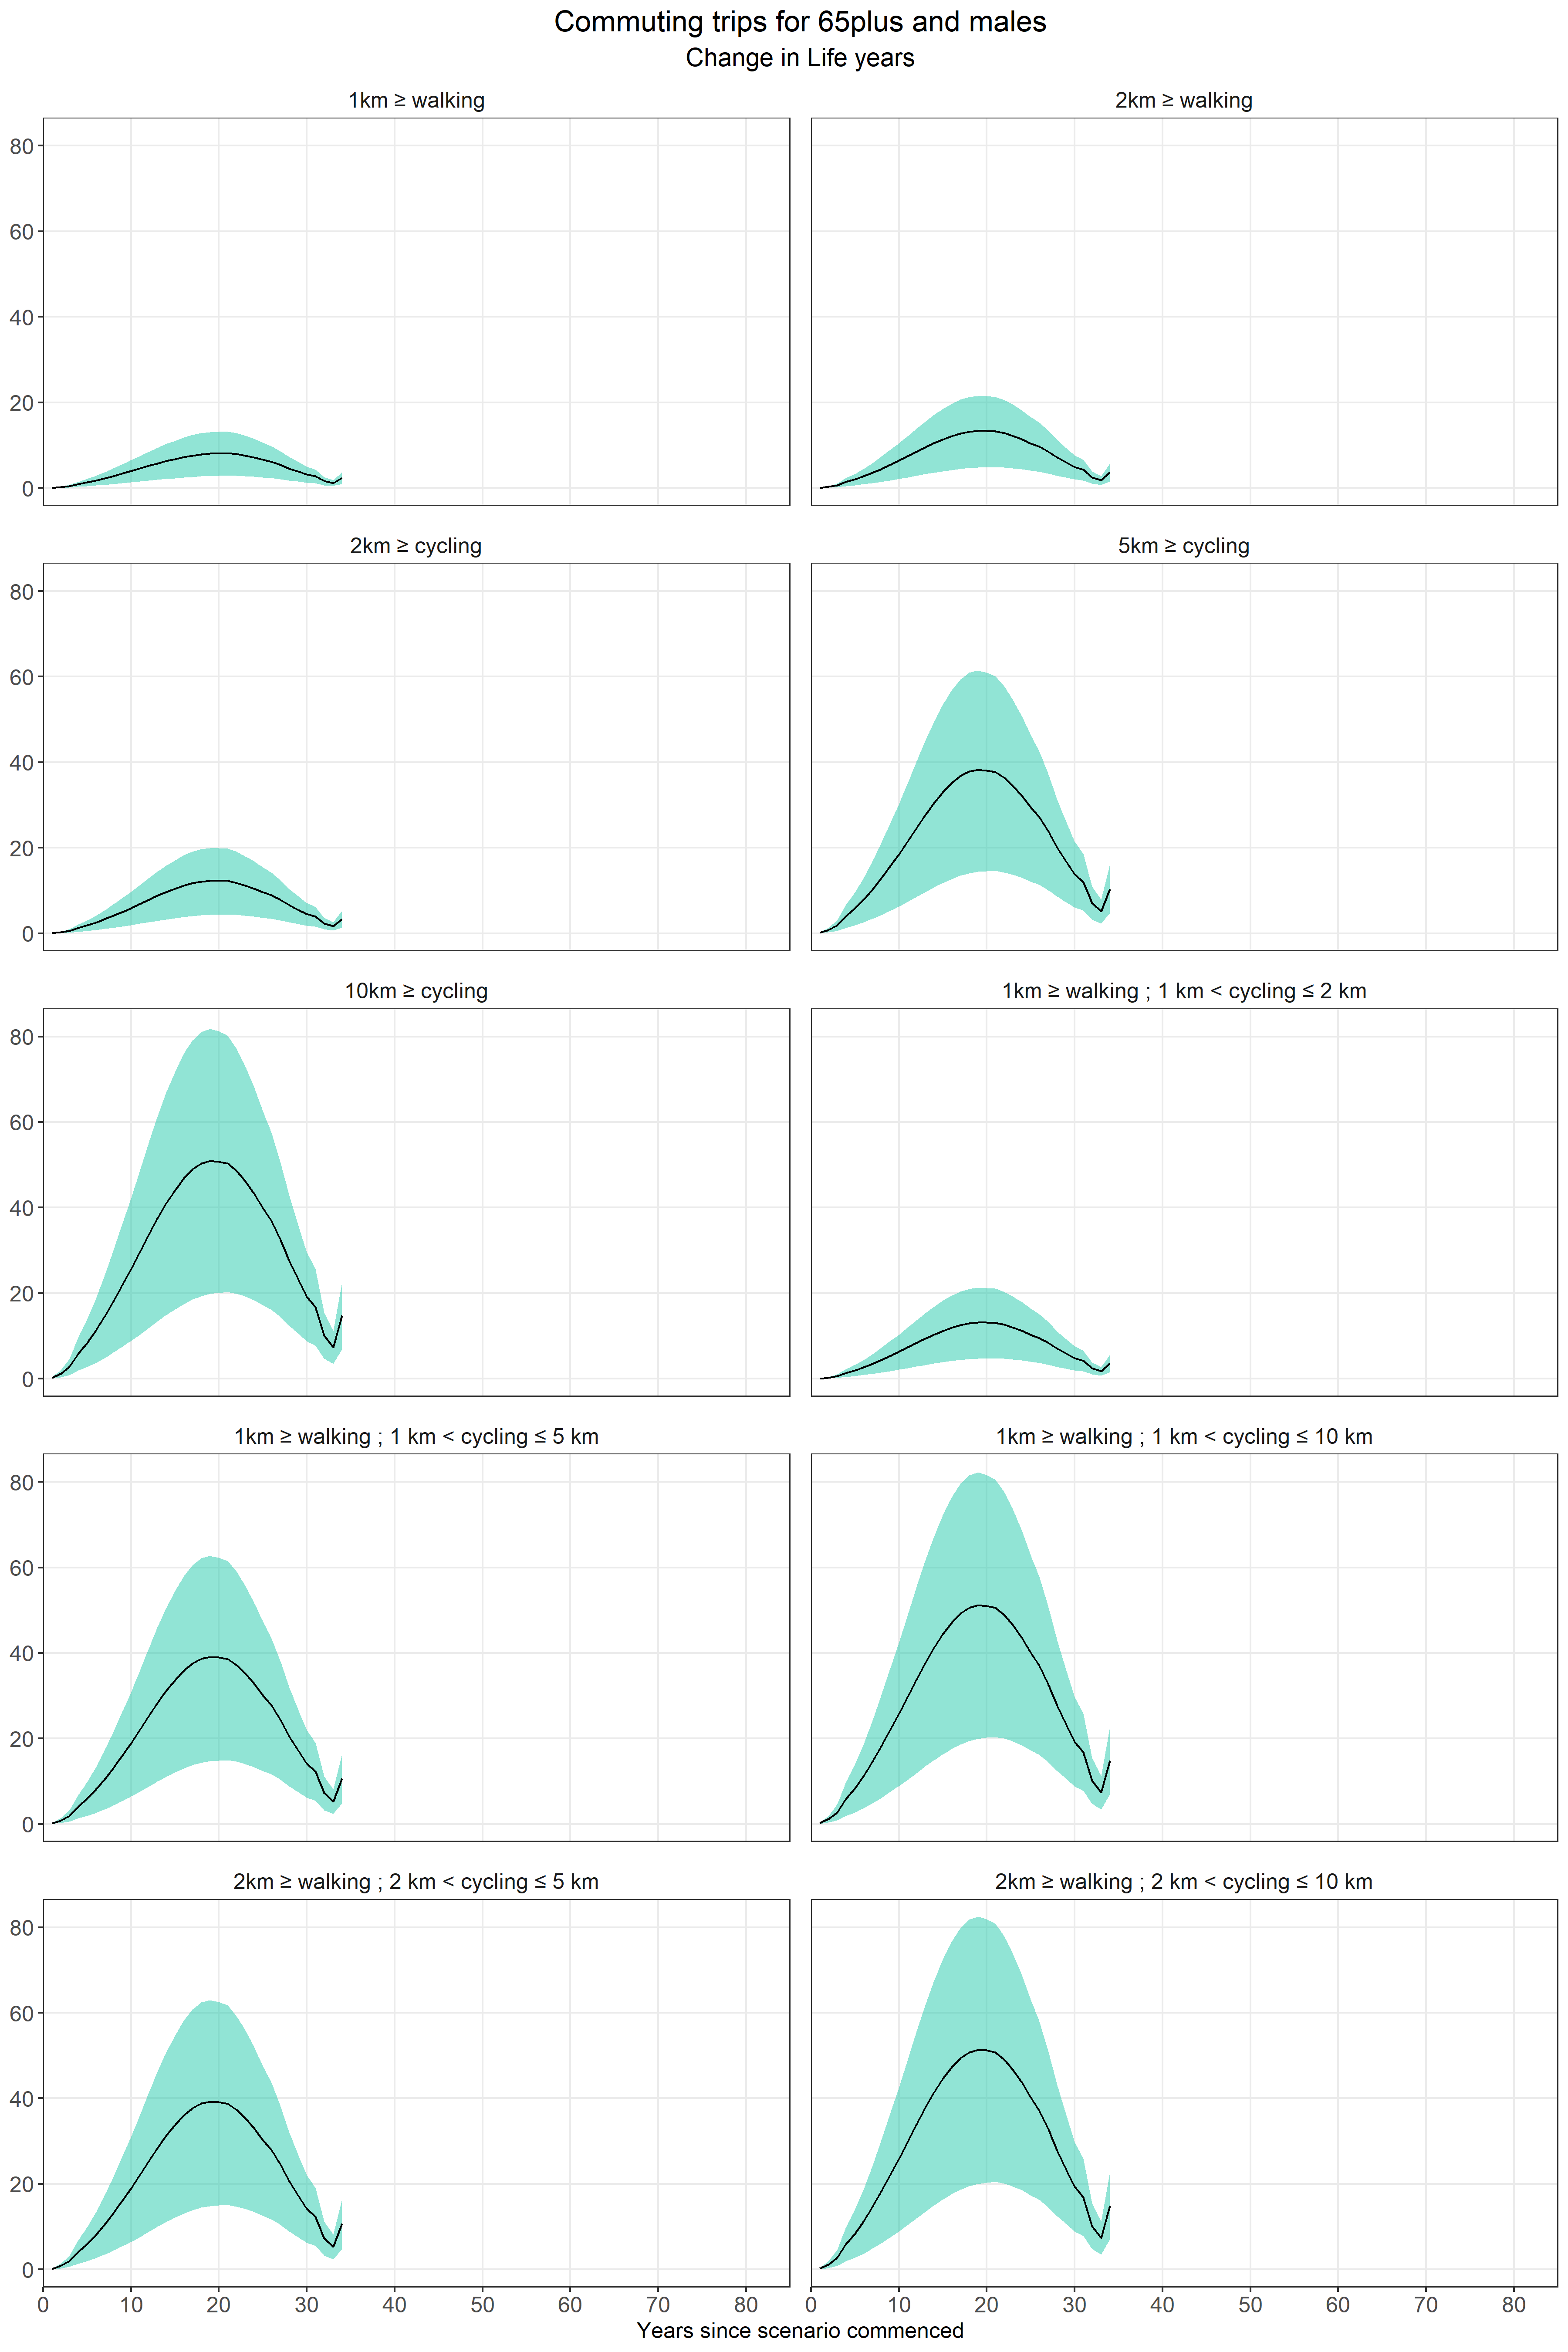 Commuting trips for 65plus and males
Change in Life years
1km ≥ walking
2km ≥ walking
80
60
40
20
0
2km ≥ cycling
5km ≥ cycling
80
60
40
20
0
10km ≥ cycling
1km ≥ walking ; 1 km < cycling ≤ 2 km
80
60
40
20
0
1km ≥ walking ; 1 km < cycling ≤ 5 km
1km ≥ walking ; 1 km < cycling ≤ 10 km
80
60
40
20
0
2km ≥ walking ; 2 km < cycling ≤ 5 km
2km ≥ walking ; 2 km < cycling ≤ 10 km
80
60
40
20
0
0 10 20 30 40 50 60 70 80
0 10 20 30 40 50 60 70 80
Years since scenario commenced